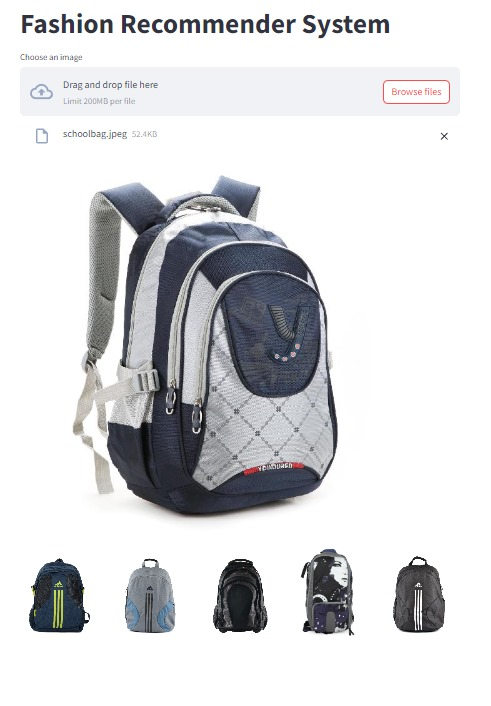 Fashion Recommender System
Choose an image
Drag and drop file here
Limit 200MB per file
Browse files
schoolbag.jpeg 52.4KB